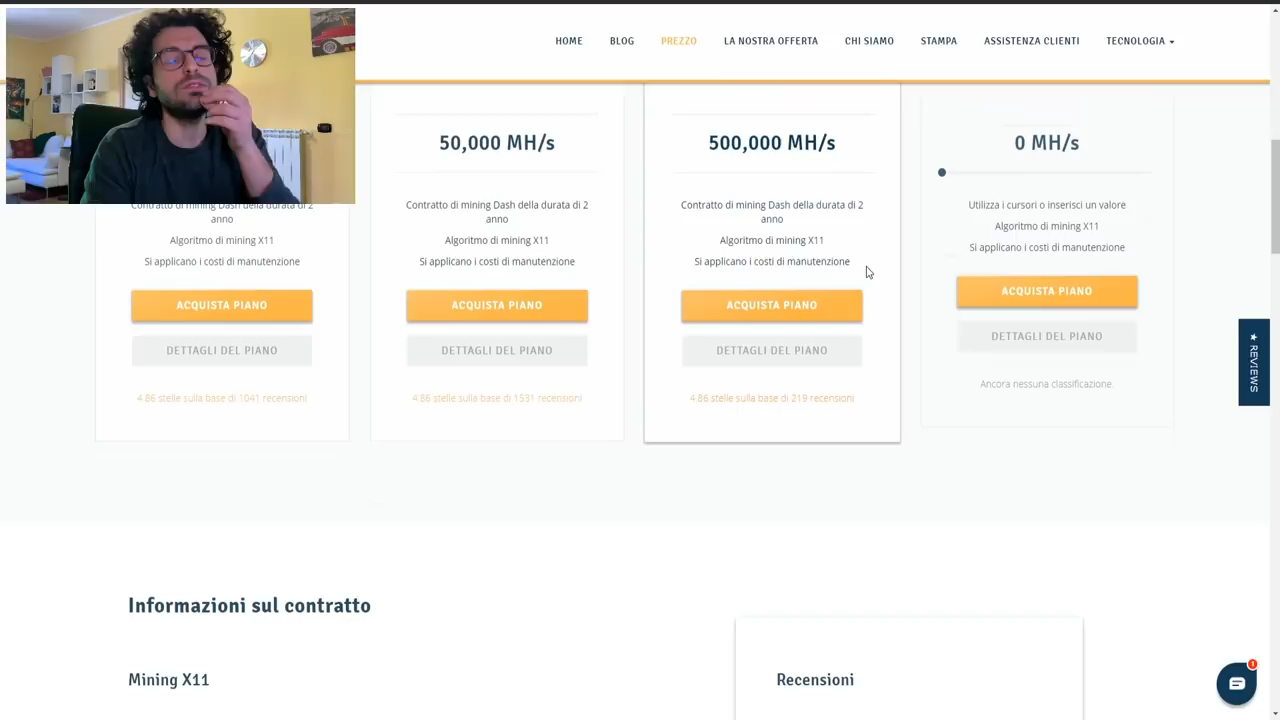 HOME
BLOG
PREZZO
LA NOSTRA OFFERTA
CHI SIAMO
STAMPA
ASSISTENZA CLIENTI
TECNOLOGIA
Contratto di mining Dash della durata di 2
anno
Algoritmo di mining X11
Si applicano i costi di manutenzione
ACQUISTA PIANO
DETTAGLI DEL PIANO
4.86 stelle sulla base di 1041 recensioni
50,000 MH/s
Contratto di mining Dash della durata di 2
anno
Algoritmo di mining X11
Si applicano i costi di manutenzione
ACQUISTA PIANO
DETTAGLI DEL PIANO
4.86 stelle sulla base di 1531 recensioni
500,000 MH/s
Contratto di mining Dash della durata di 2
anno
Algoritmo di mining X11
Si applicano i costi di manutenzione
ACQUISTA PIANO
DETTAGLI DEL PIANO
4.86 stelle sulla base di 219 recensioni
0 MH/s
Utilizza i cursori o inserisci un valore
Algoritmo di mining X11
Si applicano i costi di manutenzione
ACQUISTA PIANO
DETTAGLI DEL PIANO
Ancora nessuna classificazione.
★ REVIEWS
Informazioni sul contratto
Mining X11
Recensioni
1